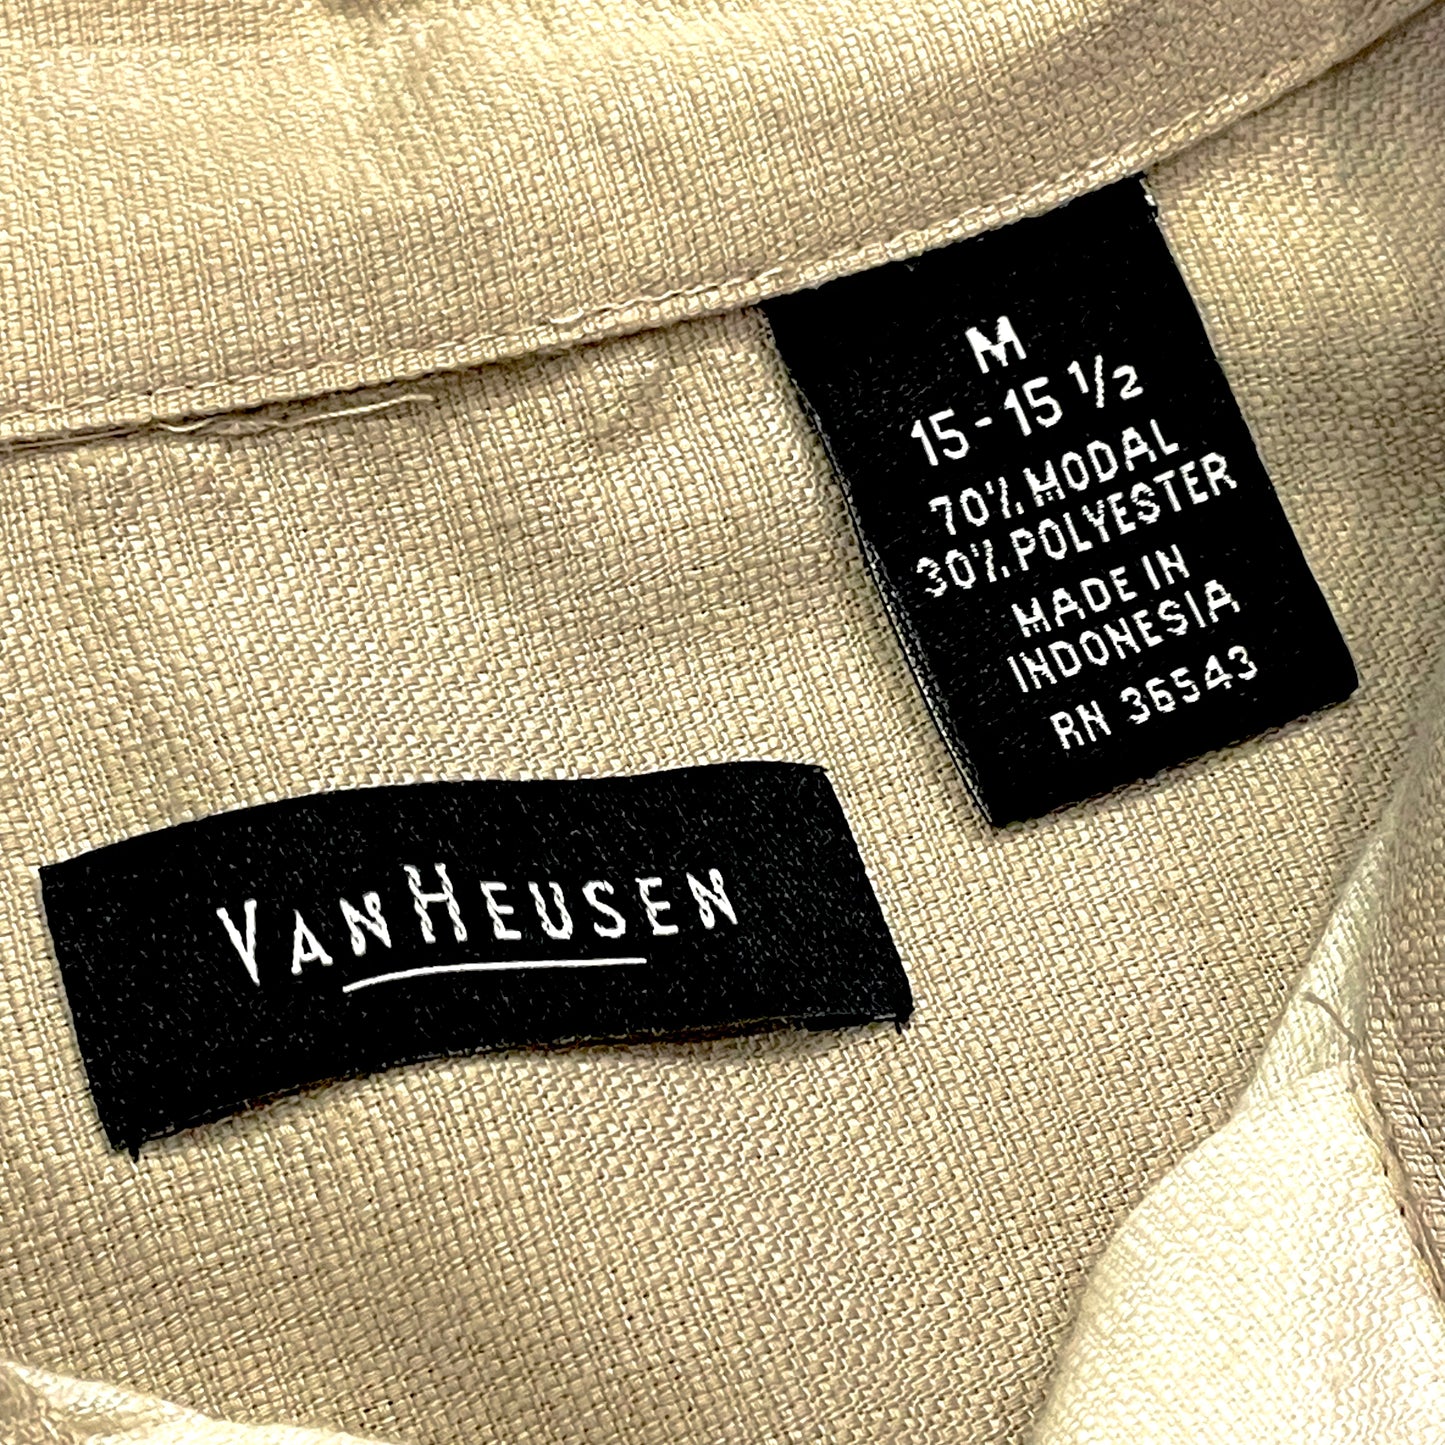 M
15-15 ½
70% MODAL
30% POLYESTER
MADE IN
INDONESIA
RN 36543
VANHEUSEN